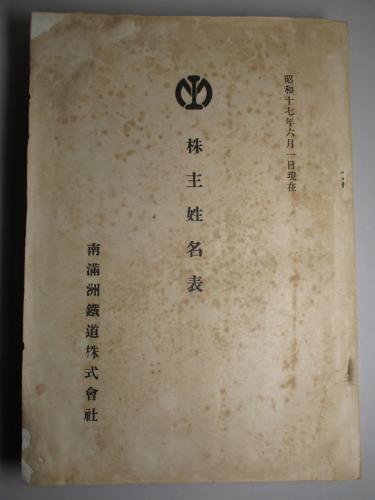 昭和十七年六月一日現在
株主姓名表
南滿洲鐵道株式會社